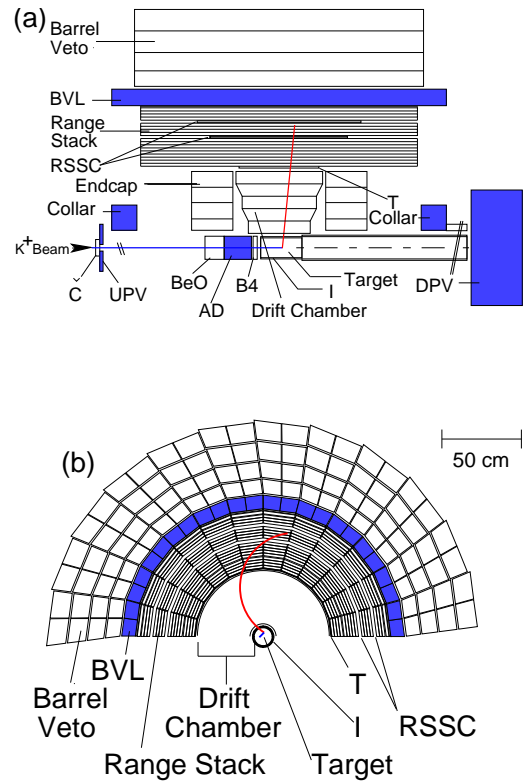 (a)
Barrel
Veto
BVL
Range
Stack
RSSC
Endcap
T
Collar
Collar
K+ Beam
Č
UPV
BeO
AD
B4
I
Target
Drift Chamber
DPV
50 cm
(b)
BVL
Barrel
Veto
Drift
Chamber
Range Stack
T
I
RSSC
Target